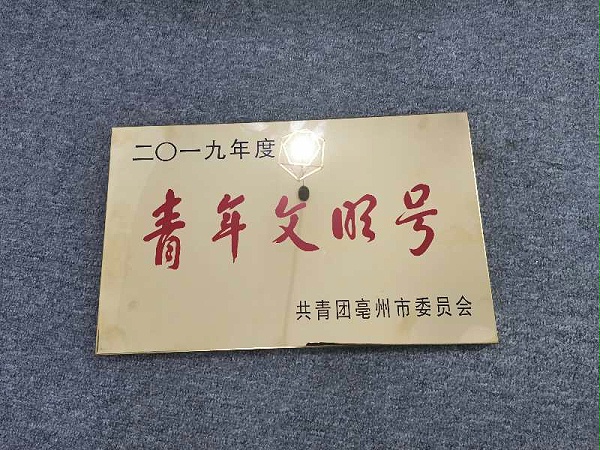 二〇一九年度
青年文明号
共青团亳州市委员会